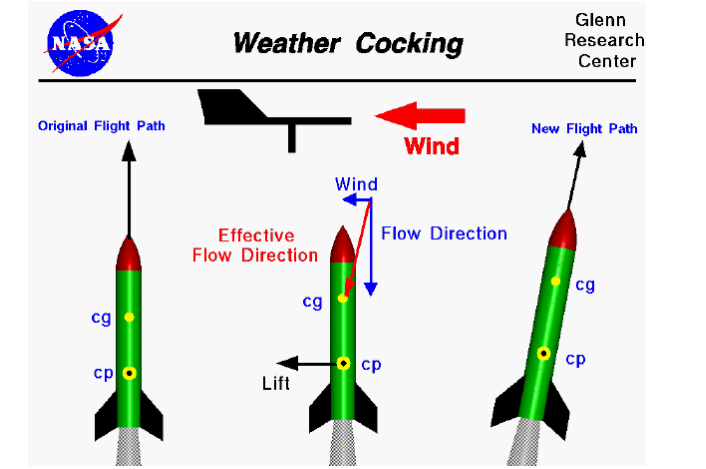 NASA
Weather Cocking
Glenn
Research
Center
Original Flight Path
Wind
New Flight Path
Wind
Effective
Flow Direction
Flow Direction
cg
cg
cg
cp
cp
cp
Lift